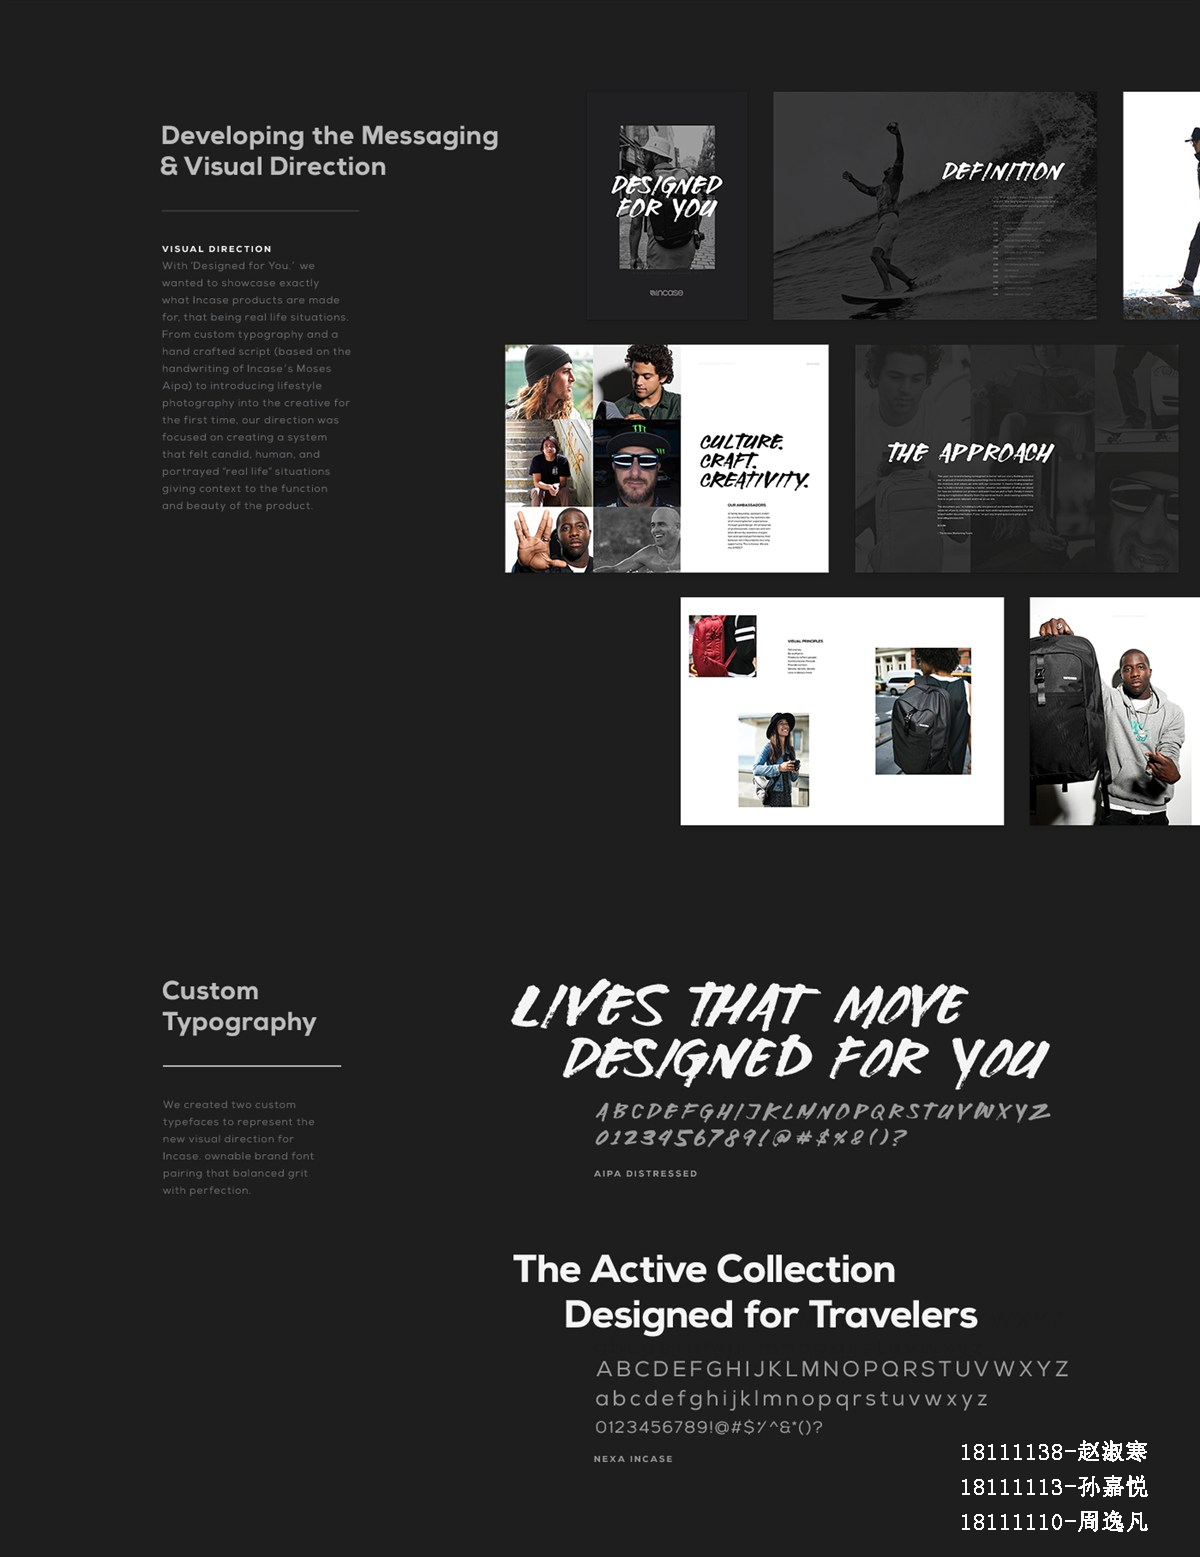 Developing the Messaging
& Visual Direction
VISUAL DIRECTION
With 'Designed for You.' we
wanted to showcase exactly
what Incase products are made
for, that being real life situations.
From custom typography and a
hand crafted script (based on the
handwriting of Incase's Moses
Aipa) to introducing lifestyle
photography into the creative for
the first time, our direction was
focused on creating a system
that felt candid, human, and
portrayed "real life" situations
giving context to the function
and beauty of the product.
DESIGNED
FOR YOU
incase
DEFINITION
CULTURE.
CRAFT.
CREATIVITY.
OUR AMBASSADORS
THE APPROACH
VISUAL PRINCIPLES
Custom
Typography
We created two custom
typefaces to represent the
new visual direction for
Incase. ownable brand font
pairing that balanced grit
with perfection.
LIVES THAT MOVE
DESIGNED FOR YOU
ABCDEFGHIJKLMNOPQRSTUVWXYZ
0123456789!@#$%&()?
AIPA DISTRESSED
The Active Collection
Designed for Travelers
ABCDEFGHIJKLMNOPQRSTUVWXYZ
abcdefghijklmnopqrstuvwxyz
0123456789!@#$%^&*()?
NEXA INCASE
18111138-赵淑寒
18111113-孙嘉悦
18111110-周逸凡